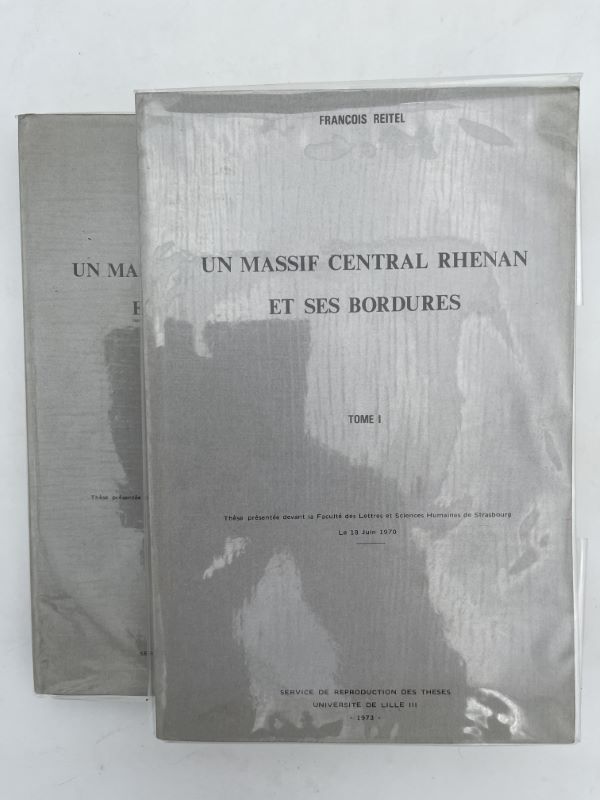 FRANÇOIS REITEL
UN MASSIF CENTRAL RHENAN
ET SES BORDURES
TOME I
Thèse présentée devant la Faculté des Lettres et Sciences Humaines de Strasbourg
Le 18 Juin 1970
SERVICE DE REPRODUCTION DES THESES
UNIVERSITÉ DE LILLE III
- 1973 -
UN MA
Thèse présentée